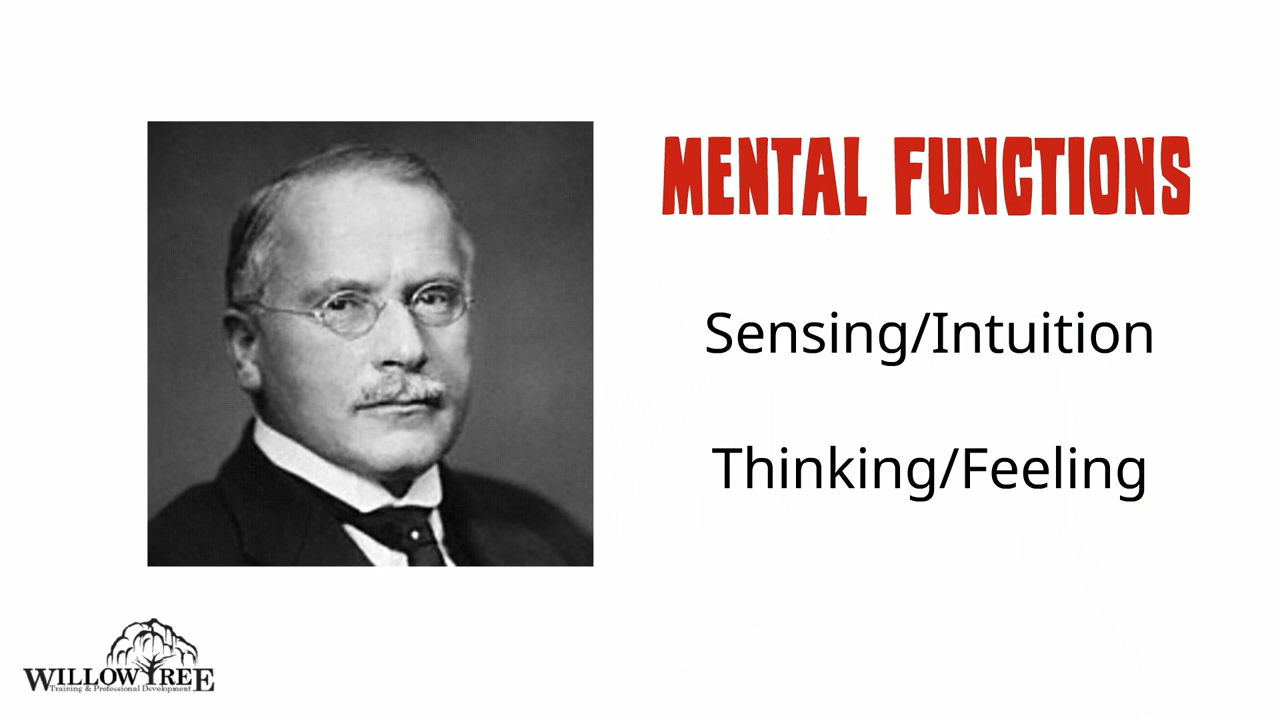 MENTAL FUNCTIONS
Sensing/Intuition
Thinking/Feeling
WILLOW TREE
Training & Professional Development